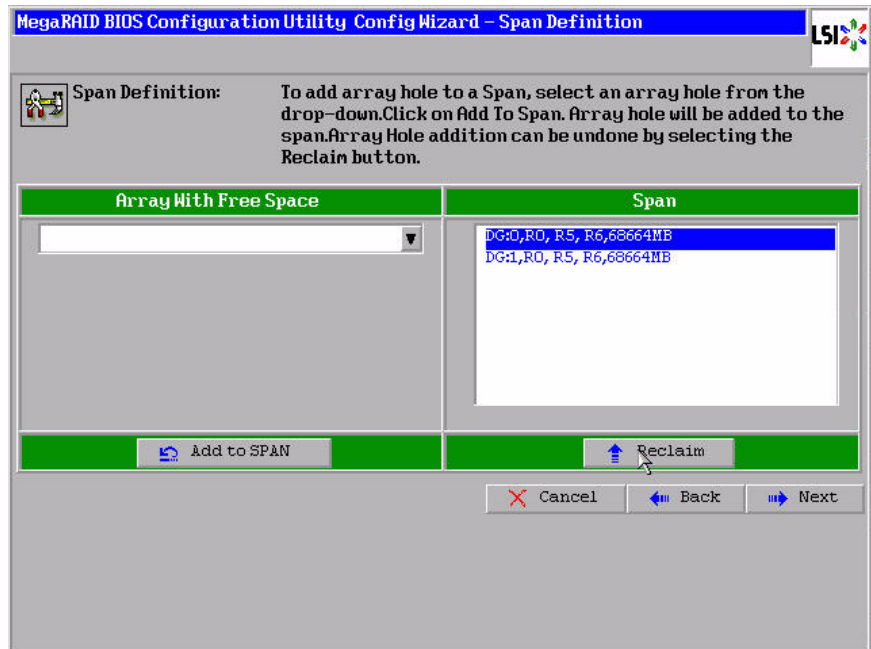 MegaRAID BIOS Configuration Utility Config Wizard – Span Definition
LSI
Span Definition:
To add array hole to a Span, select an array hole from the
drop-down.Click on Add To Span. Array hole will be added to the
span.Array Hole addition can be undone by selecting the
Reclaim button.
Array With Free Space
Span
DG:0,R0, R5, R6,68664MB
DG:1,R0, R5, R6,68664MB
Add to SPAN
Reclaim
Cancel
Back
Next